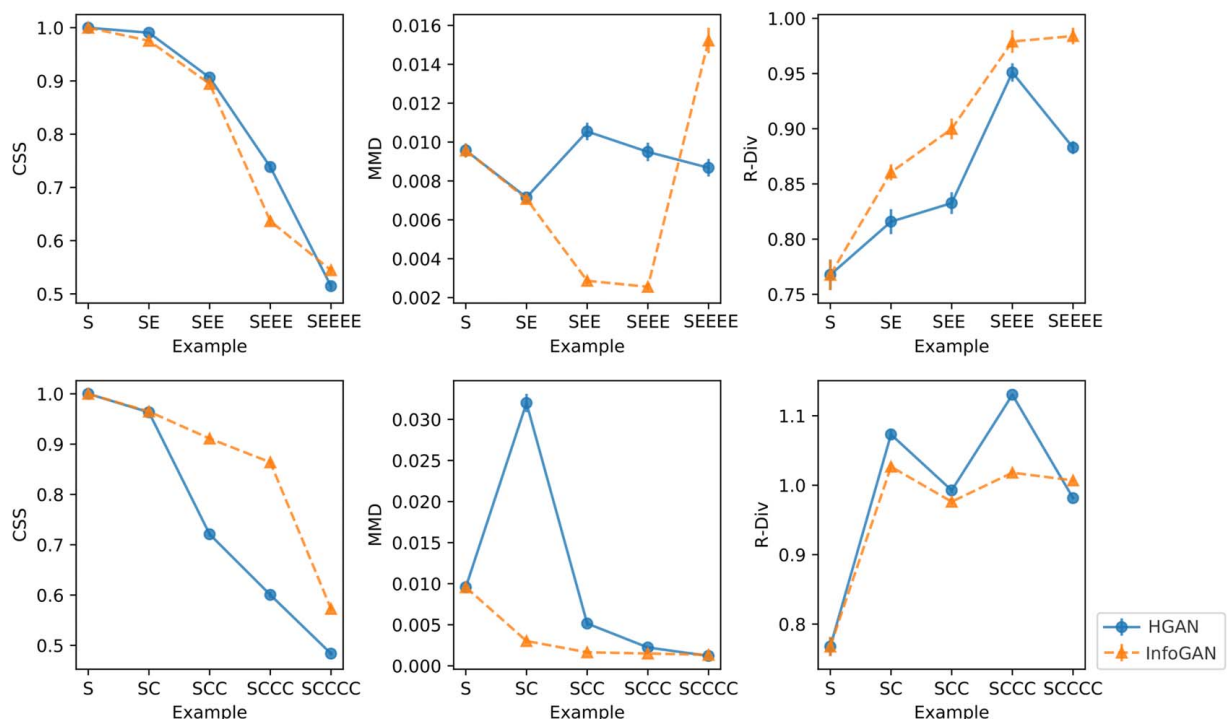 CSS
1.0
0.9
0.8
0.7
0.6
0.5
S SE SEE SEEE SEEEE
Example
MMD
0.016
0.014
0.012
0.010
0.008
0.006
0.004
0.002
S SE SEE SEEE SEEEE
Example
R-Div
1.00
0.95
0.90
0.85
0.80
0.75
S SE SEE SEEE SEEEE
Example
CSS
1.0
0.9
0.8
0.7
0.6
0.5
S SC SCC SCCC SCCCC
Example
MMD
0.030
0.025
0.020
0.015
0.010
0.005
0.000
S SC SCC SCCC SCCCC
Example
R-Div
1.1
1.0
0.9
0.8
S SC SCC SCCC SCCCC
Example
HGAN
InfoGAN